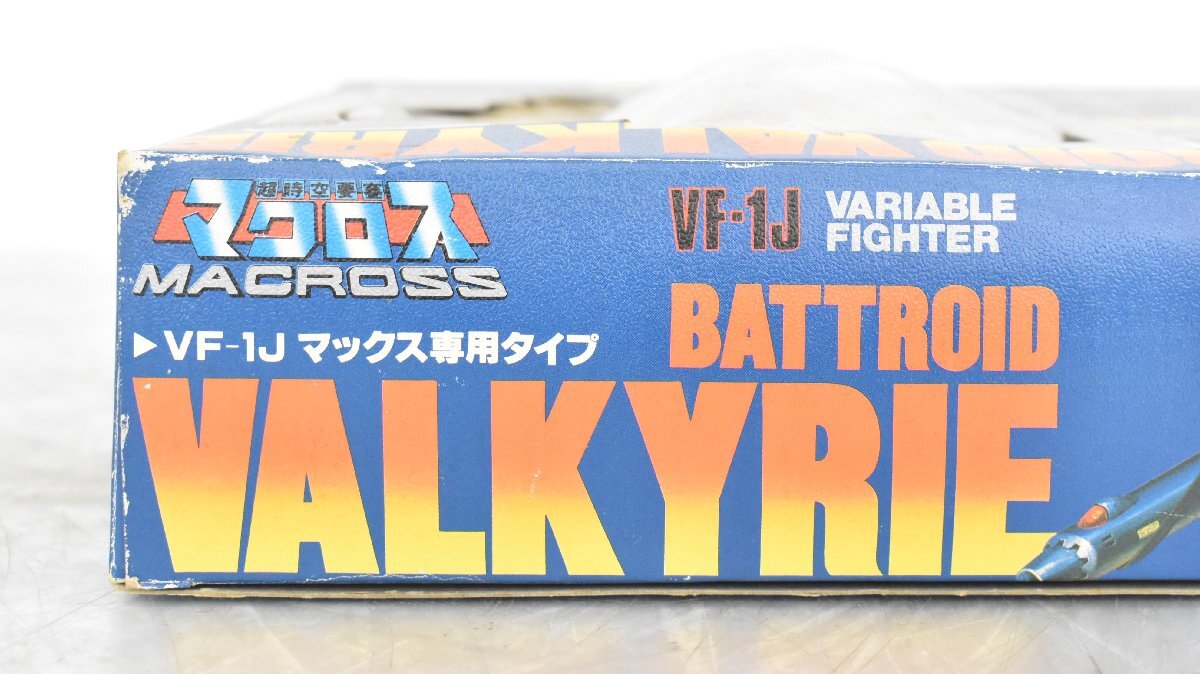 超時空要塞
マクロス
MACROSS
▶VF-1J マックス専用タイプ
VF-1J
VARIABLE
FIGHTER
BATTROID
VALKYRIE